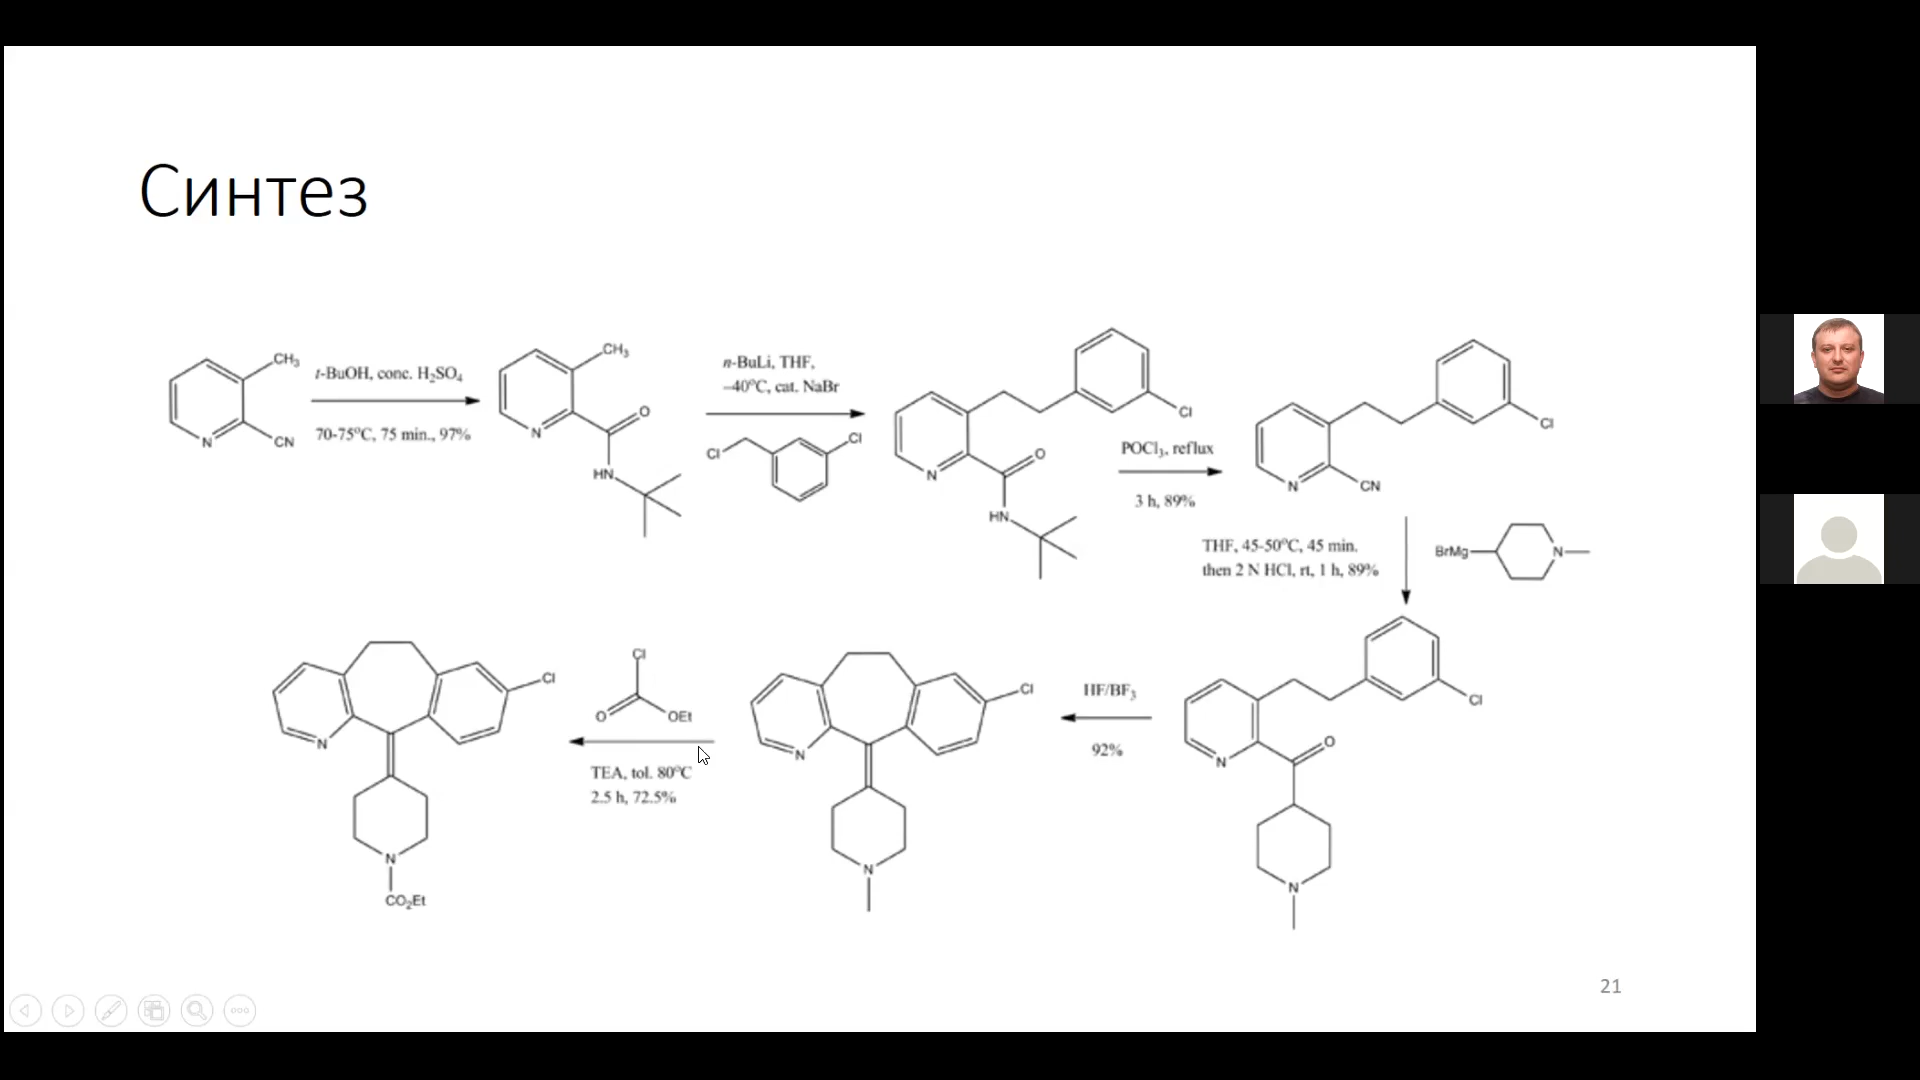 Синтез
CH₃
N
CN
t-BuOH, conc. H₂SO₄
70-75°C, 75 min., 97%
CH₃
N
O
HN
n-BuLi, THF,
–40°C, cat. NaBr
Cl
Cl
N
O
HN
Cl
POCl₃, reflux
3 h, 89%
N
CN
Cl
THF, 45-50°C, 45 min.
then 2 N HCl, rt, 1 h, 89%
BrMg
N
Cl
N
O
N
HF/BF₃
92%
Cl
N
N
Cl
O
OEt
TEA, tol. 80°C
2.5 h, 72.5%
Cl
N
N
CO₂Et
21